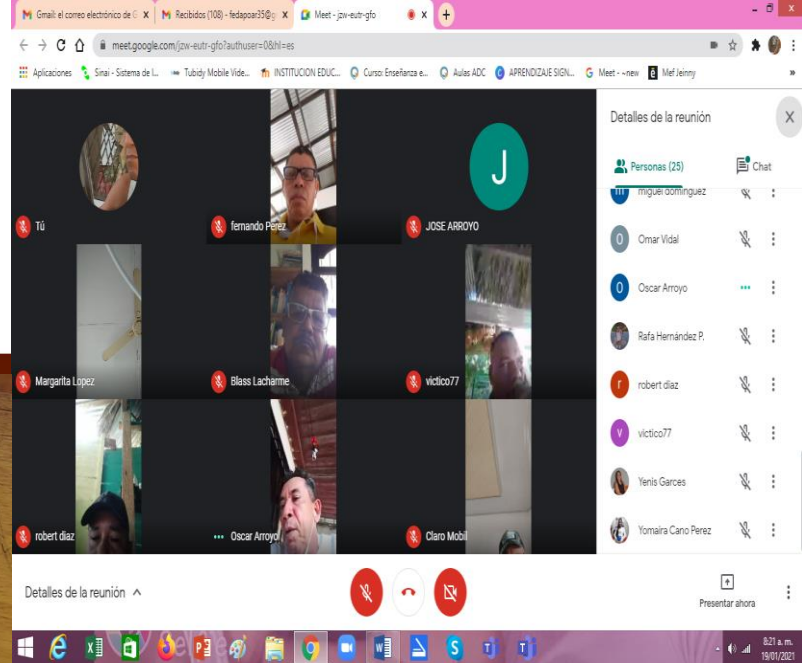 Gmail: el correo electrónico de G
Recibidos (108) - fedapoar35@g
Meet - jzw-eutr-gfo
meet.google.com/jzw-eutr-gfo?authuser=0&hl=es
Aplicaciones
Sinai - Sistema de I...
Tubidy Mobile Vide...
INSTITUCION EDUC...
Curso: Enseñanza e...
Aulas ADC
APRENDIZAJE SIGN...
Meet - ~new
Mef Jeinny
Tú
fernando Perez
J
JOSE ARROYO
Margarita Lopez
Blass Lacharme
victico77
robert diaz
Oscar Arroyo
Claro Mobil
Detalles de la reunión
Personas (25)
Chat
miguel dominguez
O Omar Vidal
O Oscar Arroyo
Rafa Hernández P.
r robert diaz
v victico77
Yenis Garces
Yomaira Cano Perez
Detalles de la reunión
Presentar ahora
8:21 a. m.
19/01/2021